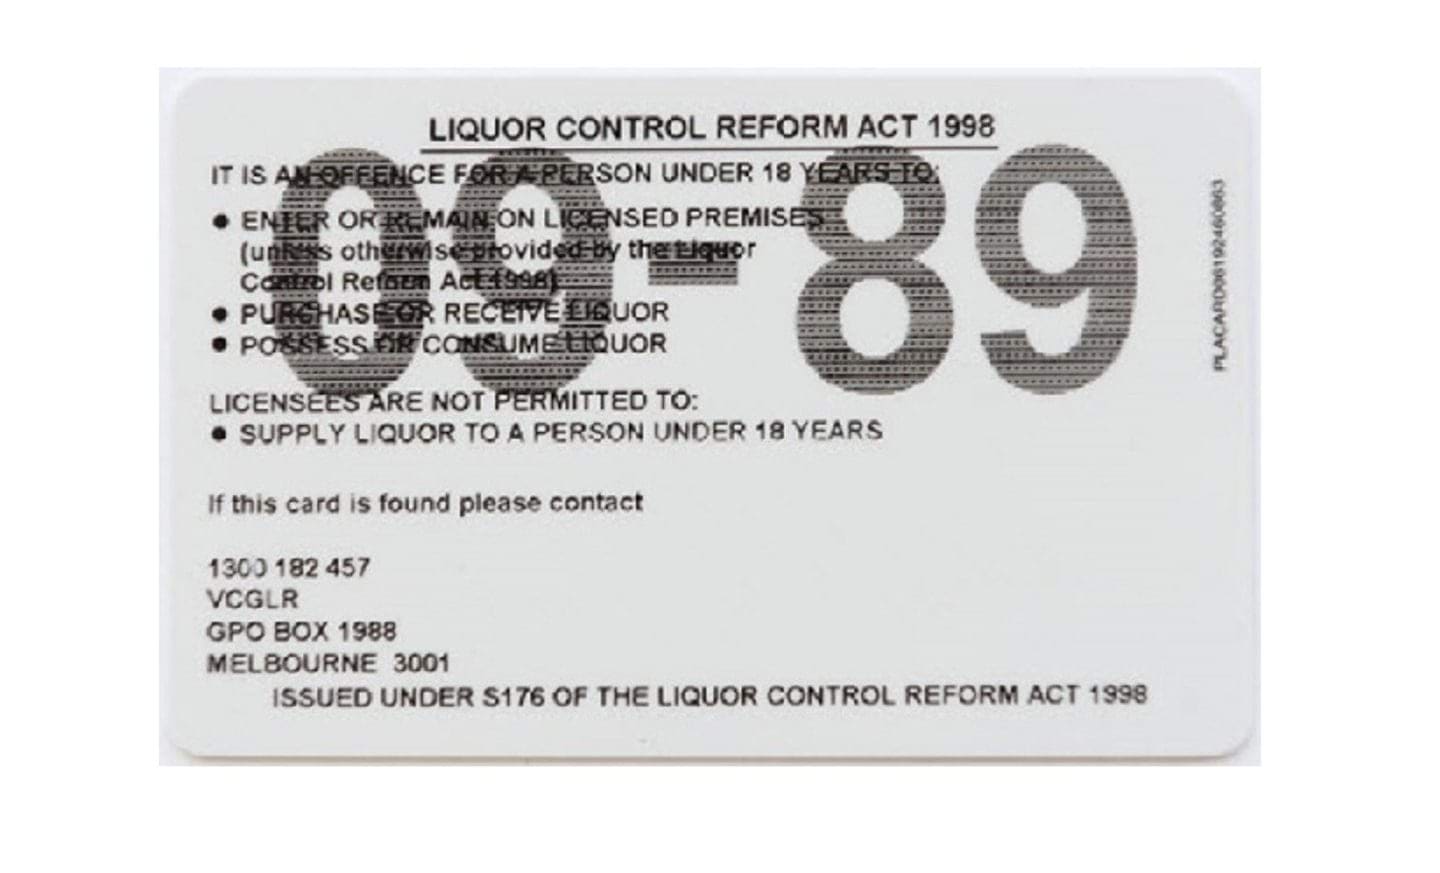 LIQUOR CONTROL REFORM ACT 1998
IT IS AN OFFENCE FOR A PERSON UNDER 18 YEARS TO:
● ENTER OR REMAIN ON LICENSED PREMISES
(unless otherwise provided by the Liquor
Control Reform Act 1998)
● PURCHASE OR RECEIVE LIQUOR
● POSSESS OR CONSUME LIQUOR
09-89
LICENSEES ARE NOT PERMITTED TO:
● SUPPLY LIQUOR TO A PERSON UNDER 18 YEARS
If this card is found please contact
1300 182 457
VCGLR
GPO BOX 1988
MELBOURNE 3001
ISSUED UNDER S176 OF THE LIQUOR CONTROL REFORM ACT 1998